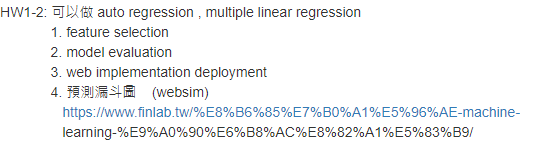 HW1-2: 可以做 auto regression , multiple linear regression
1. feature selection
2. model evaluation
3. web implementation deployment
4. 預測漏斗圖 (websim)
https://www.finlab.tw/%E8%B6%85%E7%B0%A1%E5%96%AE-machine-
learning-%E9%A0%90%E6%B8%AC%E8%82%A1%E5%83%B9/